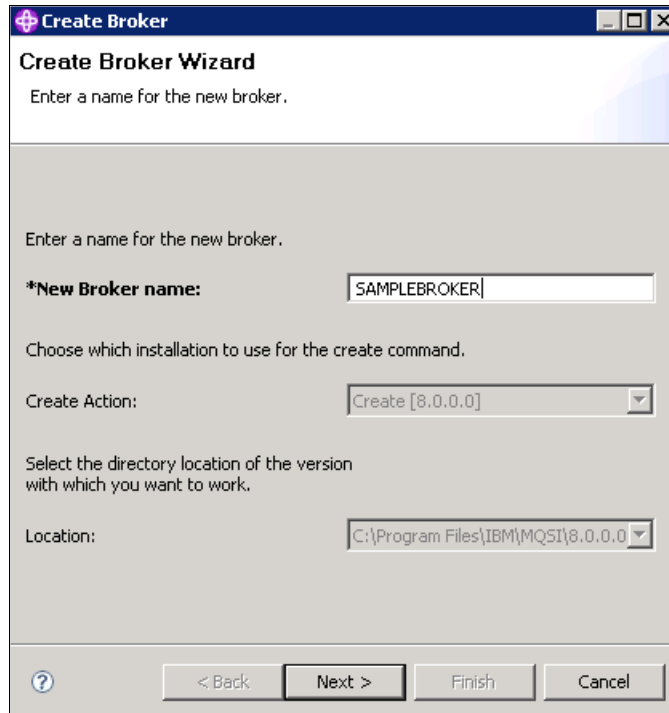 Create Broker
Create Broker Wizard
Enter a name for the new broker.
Enter a name for the new broker.
*New Broker name: SAMPLEBROKER
Choose which installation to use for the create command.
Create Action: Create [8.0.0.0]
Select the directory location of the version
with which you want to work.
Location: C:\Program Files\IBM\MQSI\8.0.0.0
? < Back Next > Finish Cancel